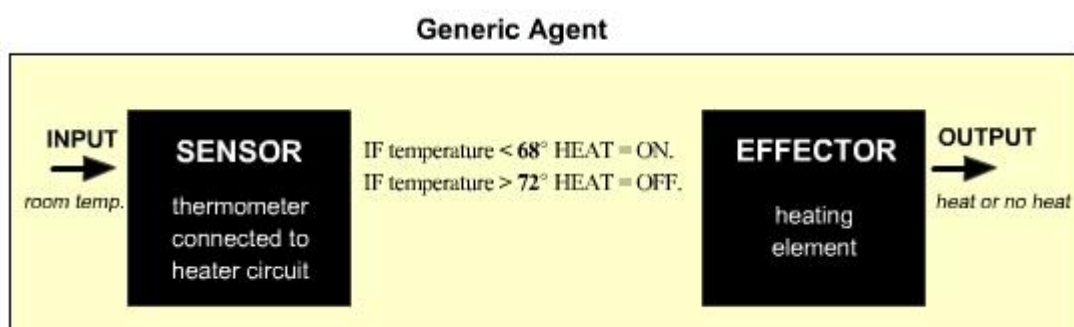 Generic Agent
INPUT
room temp.
SENSOR
thermometer
connected to
heater circuit
IF temperature < 68° HEAT = ON.
IF temperature > 72° HEAT = OFF.
EFFECTOR
heating
element
OUTPUT
heat or no heat